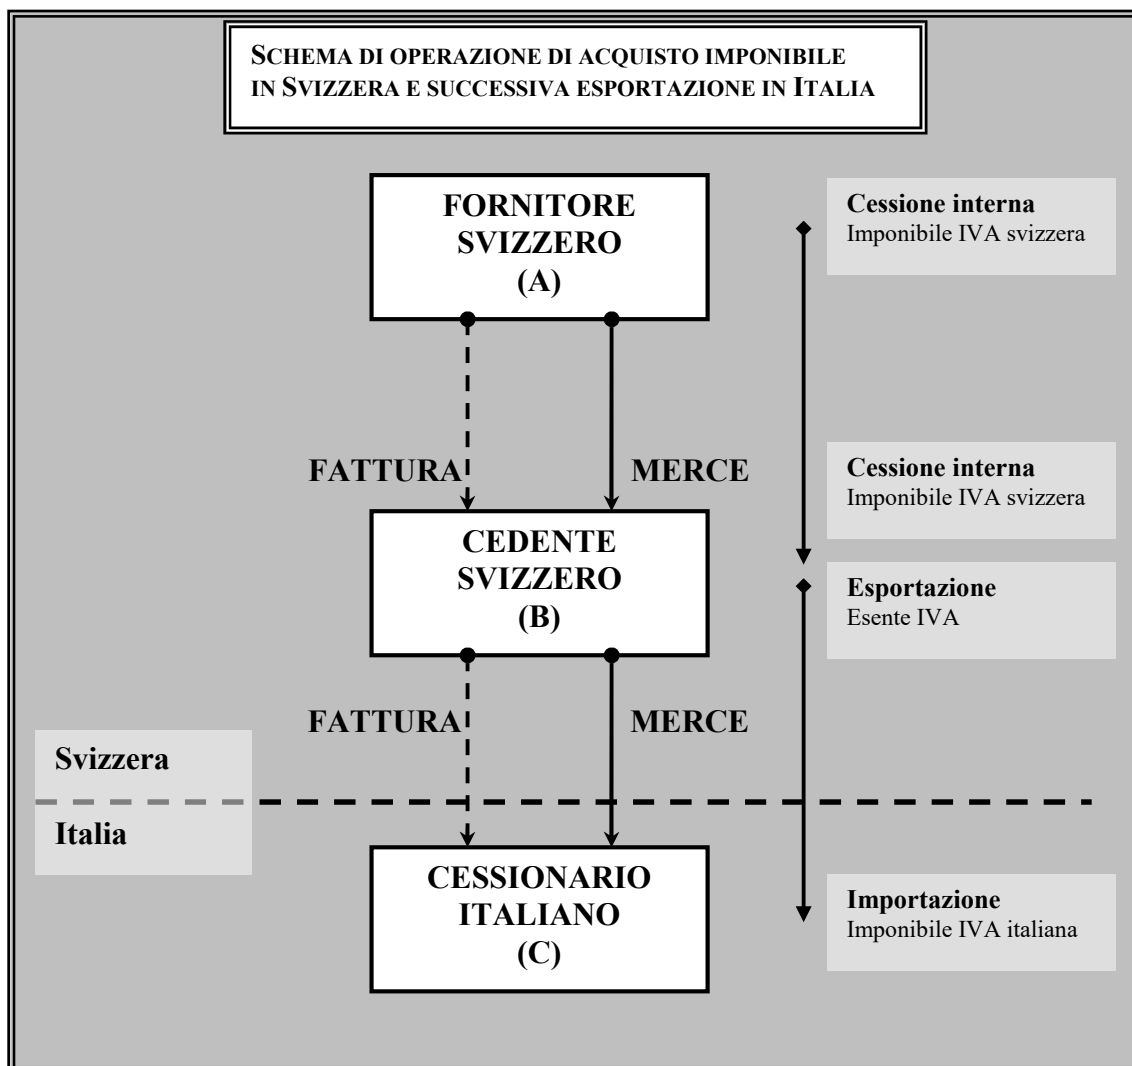 SCHEMA DI OPERAZIONE DI ACQUISTO IMPONIBILE
IN SVIZZERA E SUCCESSIVA ESPORTAZIONE IN ITALIA
FORNITORE
SVIZZERO
(A)
Cessione interna
Imponibile IVA svizzera
FATTURA
MERCE
Cessione interna
Imponibile IVA svizzera
CEDENTE
SVIZZERO
(B)
Esportazione
Esente IVA
FATTURA
MERCE
Svizzera
Italia
CESSIONARIO
ITALIANO
(C)
Importazione
Imponibile IVA italiana